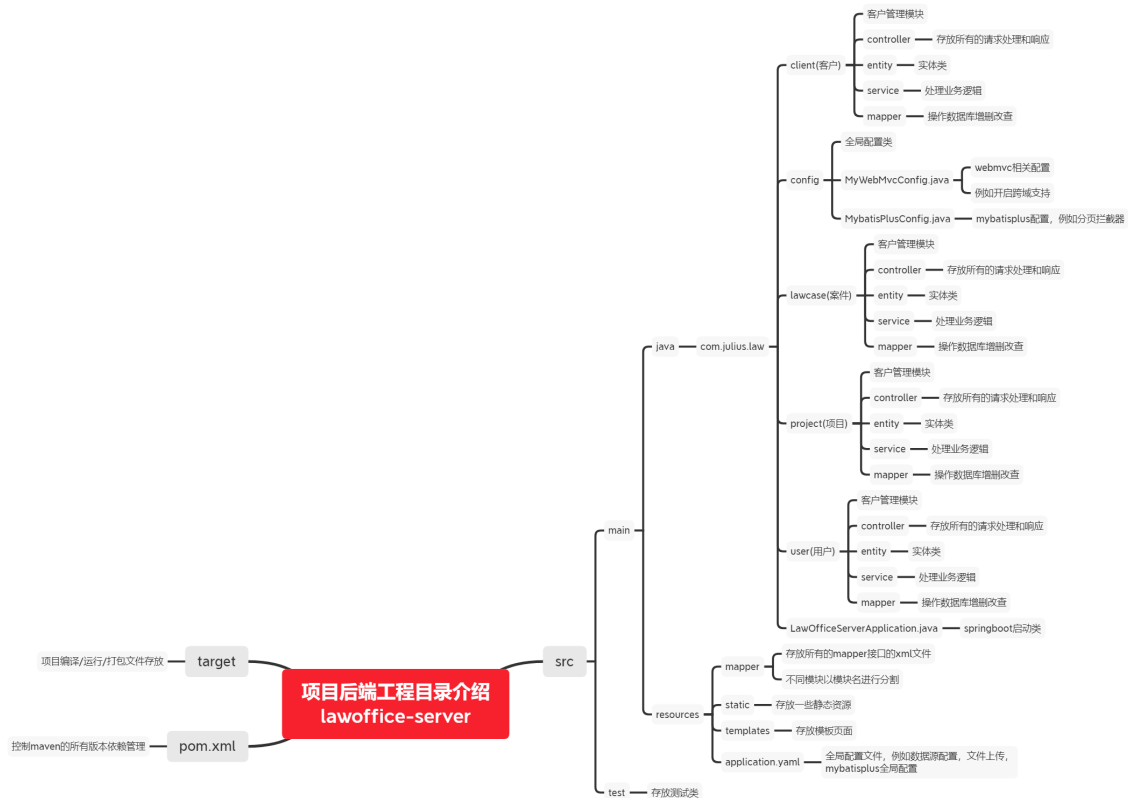 项目后端工程目录介绍
lawoffice-server
target
项目编译/运行/打包文件存放
pom.xml
控制maven的所有版本依赖管理
src
main
java
com.julius.law
client(客户)
客户管理模块
controller
存放所有的请求处理和响应
entity
实体类
service
处理业务逻辑
mapper
操作数据库增删改查
config
全局配置类
MyWebMvcConfig.java
webmvc相关配置
例如开启跨域支持
MybatisPlusConfig.java
mybatisplus配置，例如分页拦截器
lawcase(案件)
客户管理模块
controller
存放所有的请求处理和响应
entity
实体类
service
处理业务逻辑
mapper
操作数据库增删改查
project(项目)
客户管理模块
controller
存放所有的请求处理和响应
entity
实体类
service
处理业务逻辑
mapper
操作数据库增删改查
user(用户)
客户管理模块
controller
存放所有的请求处理和响应
entity
实体类
service
处理业务逻辑
mapper
操作数据库增删改查
LawOfficeServerApplication.java
springboot启动类
resources
mapper
存放所有的mapper接口的xml文件
不同模块以模块名进行分割
static
存放一些静态资源
templates
存放模板页面
application.yaml
全局配置文件，例如数据源配置，文件上传，
mybatisplus全局配置
test
存放测试类